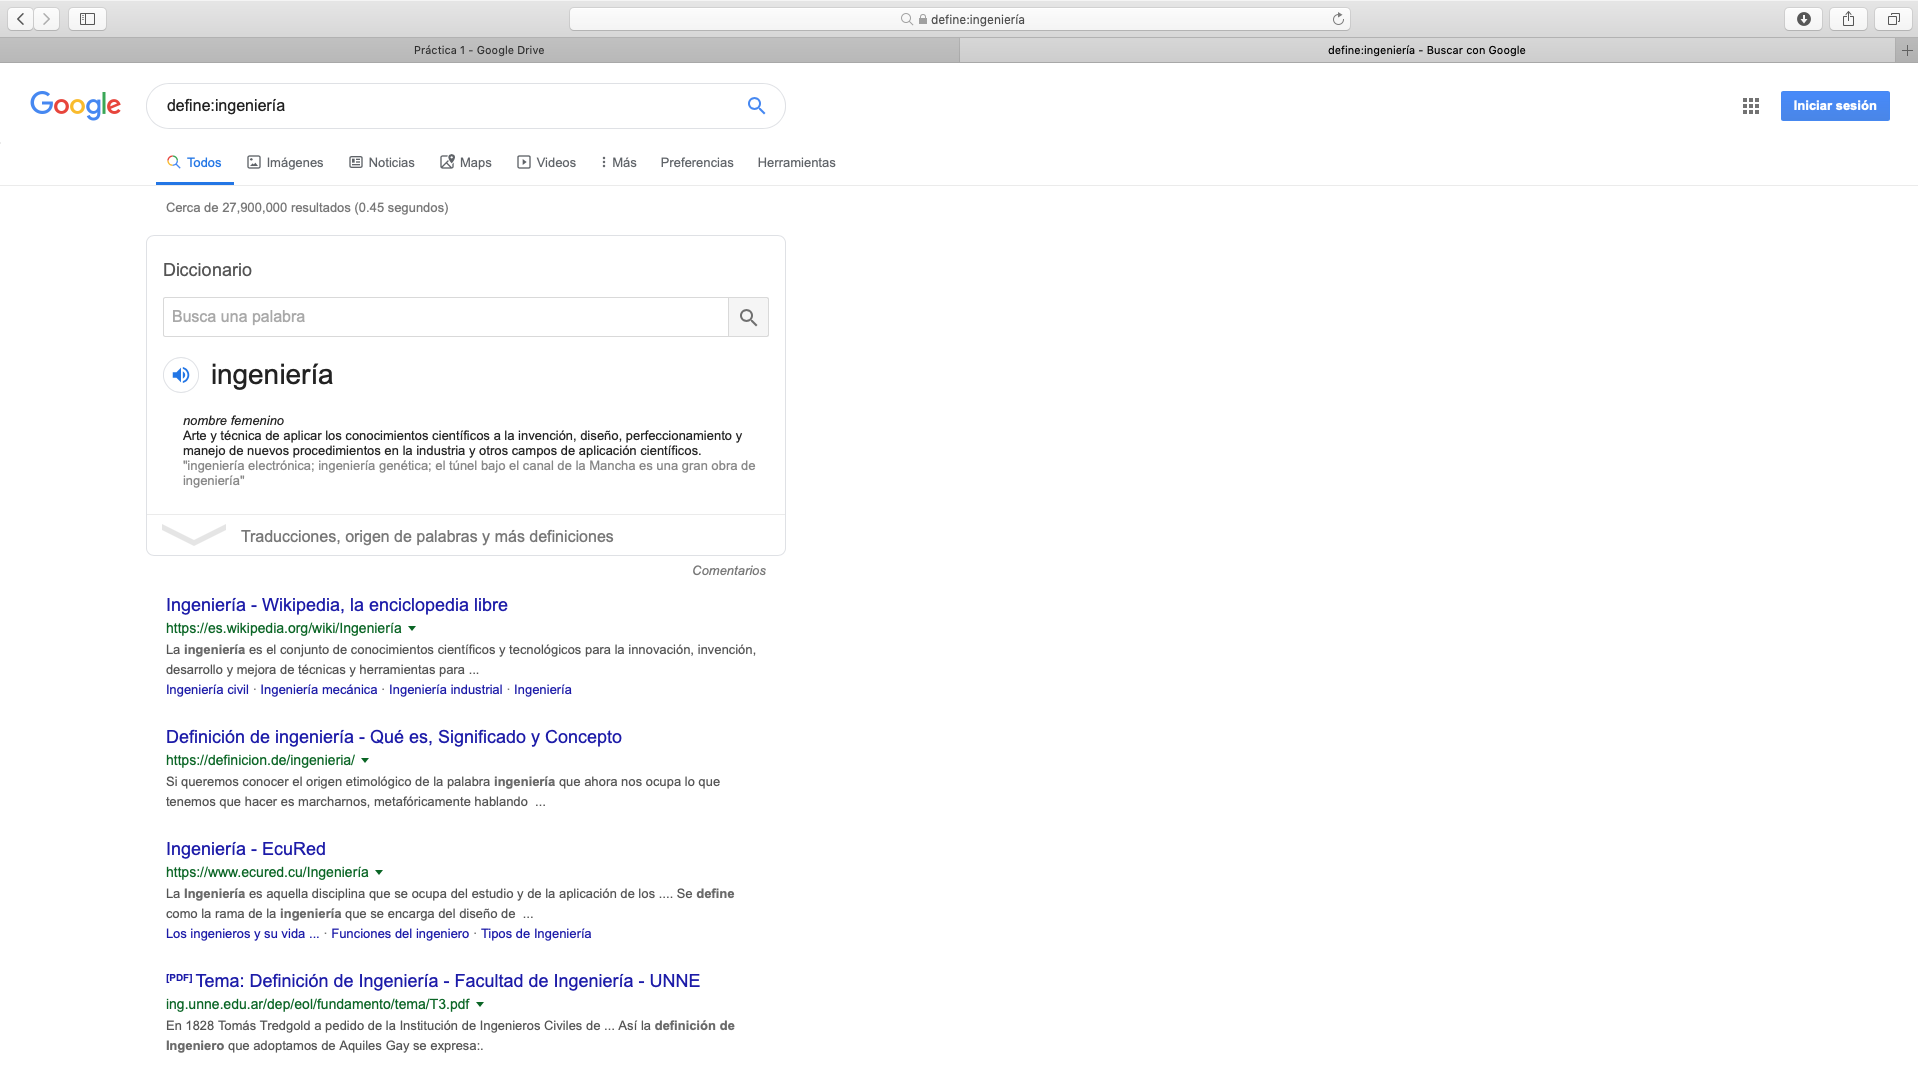 define:ingeniería
Práctica 1 - Google Drive
define:ingeniería - Buscar con Google
Google
define:ingeniería
Iniciar sesión
Todos
Imágenes
Noticias
Maps
Videos
Más
Preferencias
Herramientas
Cerca de 27,900,000 resultados (0.45 segundos)
Diccionario
Busca una palabra
ingeniería
nombre femenino
Arte y técnica de aplicar los conocimientos científicos a la invención, diseño, perfeccionamiento y
manejo de nuevos procedimientos en la industria y otros campos de aplicación científicos.
"ingeniería electrónica; ingeniería genética; el túnel bajo el canal de la Mancha es una gran obra de
ingeniería"
Traducciones, origen de palabras y más definiciones
Comentarios
Ingeniería - Wikipedia, la enciclopedia libre
https://es.wikipedia.org/wiki/Ingeniería
La ingeniería es el conjunto de conocimientos científicos y tecnológicos para la innovación, invención,
desarrollo y mejora de técnicas y herramientas para ...
Ingeniería civil · Ingeniería mecánica · Ingeniería industrial · Ingeniería
Definición de ingeniería - Qué es, Significado y Concepto
https://definicion.de/ingenieria/
Si queremos conocer el origen etimológico de la palabra ingeniería que ahora nos ocupa lo que
tenemos que hacer es marcharnos, metafóricamente hablando ...
Ingeniería - EcuRed
https://www.ecured.cu/Ingeniería
La Ingeniería es aquella disciplina que se ocupa del estudio y de la aplicación de los .... Se define
como la rama de la ingeniería que se encarga del diseño de ...
Los ingenieros y su vida ... · Funciones del ingeniero · Tipos de Ingeniería
[PDF] Tema: Definición de Ingeniería - Facultad de Ingeniería - UNNE
ing.unne.edu.ar/dep/eol/fundamento/tema/T3.pdf
En 1828 Tomás Tredgold a pedido de la Institución de Ingenieros Civiles de ... Así la definición de
Ingeniero que adoptamos de Aquiles Gay se expresa:.